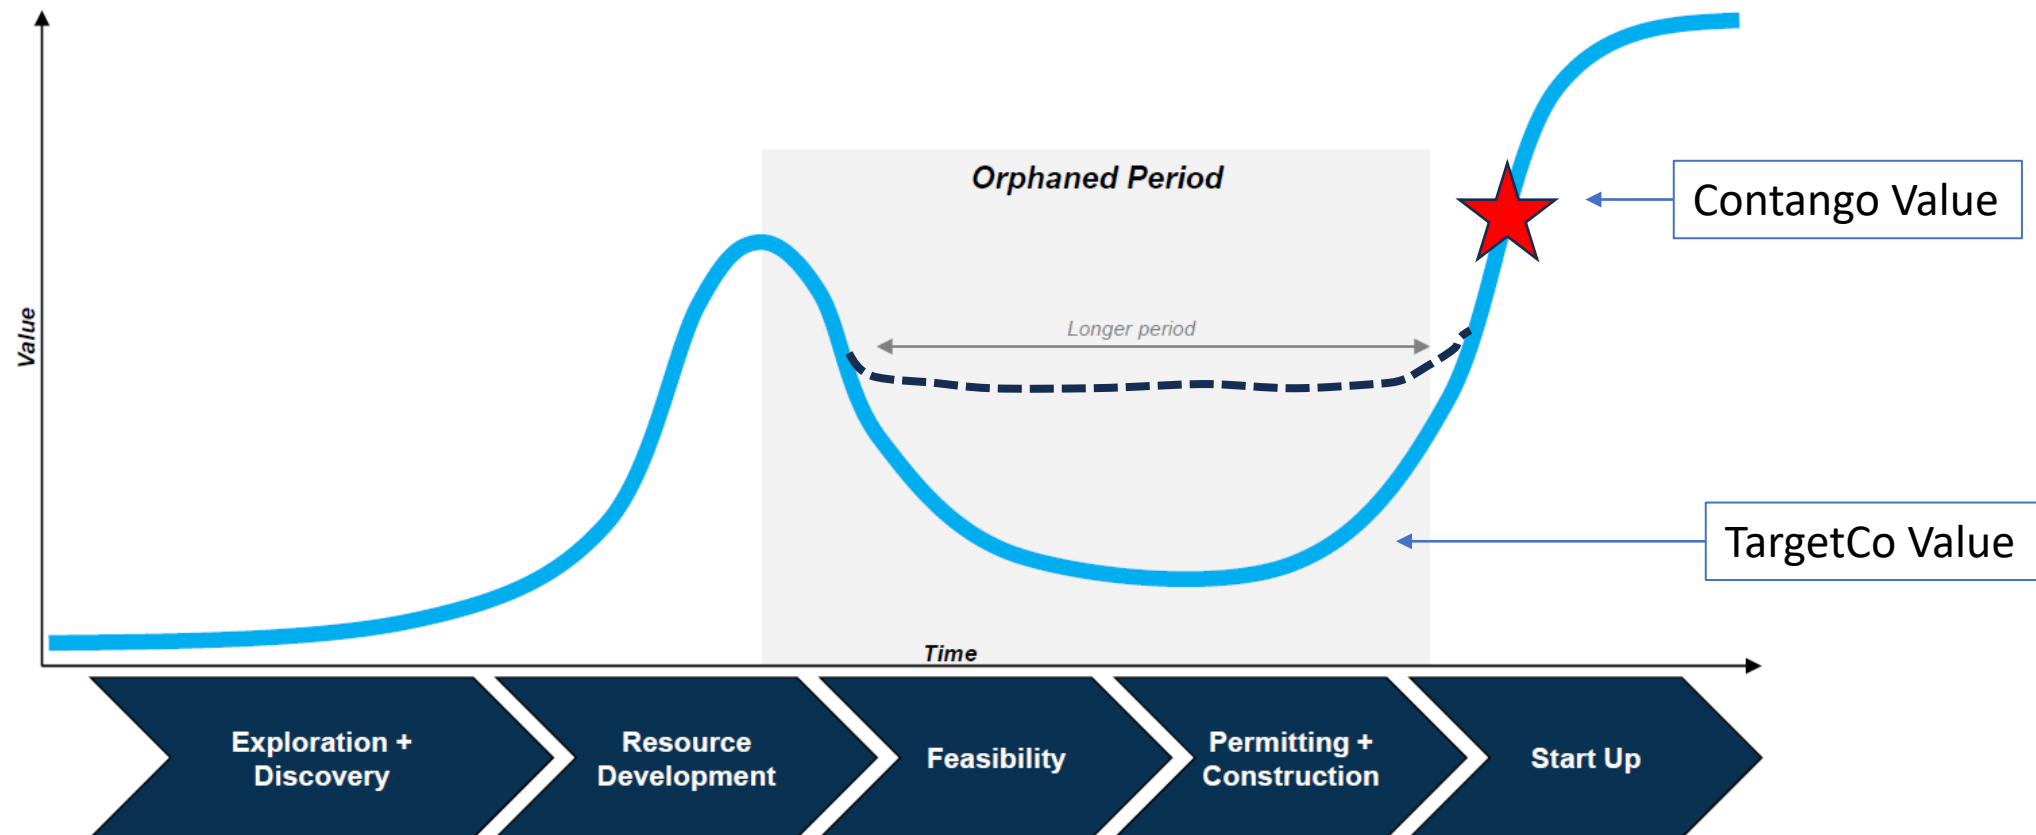 Orphaned Period
Contango Value
Longer period
Value
TargetCo Value
Time
Exploration +
Discovery
Resource
Development
Feasibility
Permitting +
Construction
Start Up